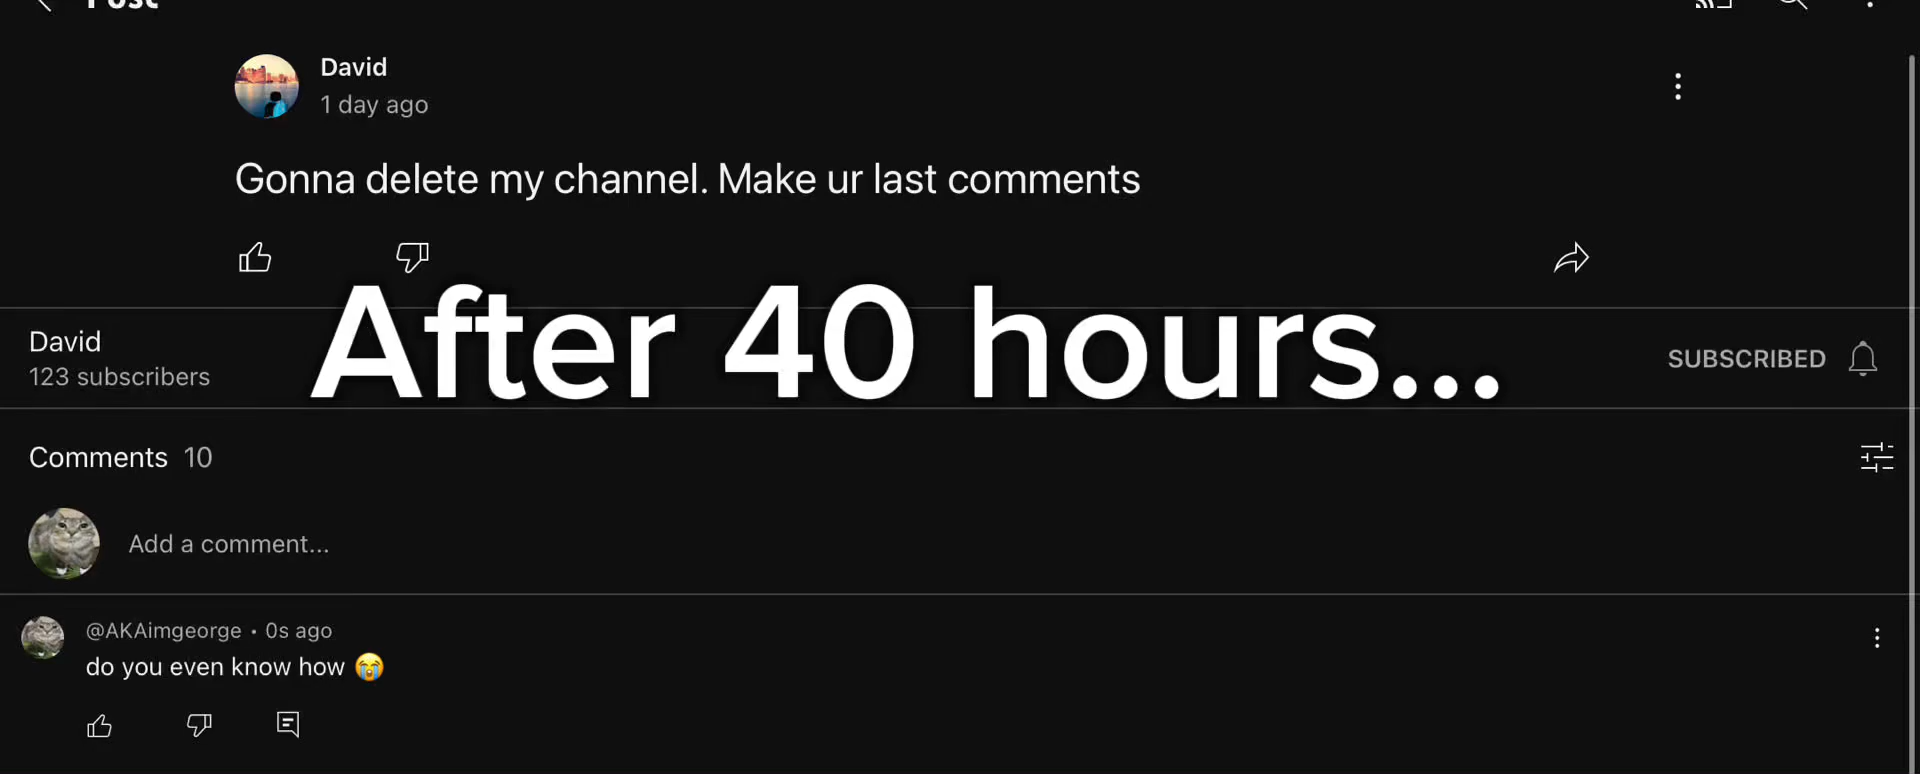 Post
David
1 day ago
Gonna delete my channel. Make ur last comments
After 40 hours...
David
123 subscribers
SUBSCRIBED
Comments 10
Add a comment...
@AKAimgeorge • 0s ago
do you even know how 😭